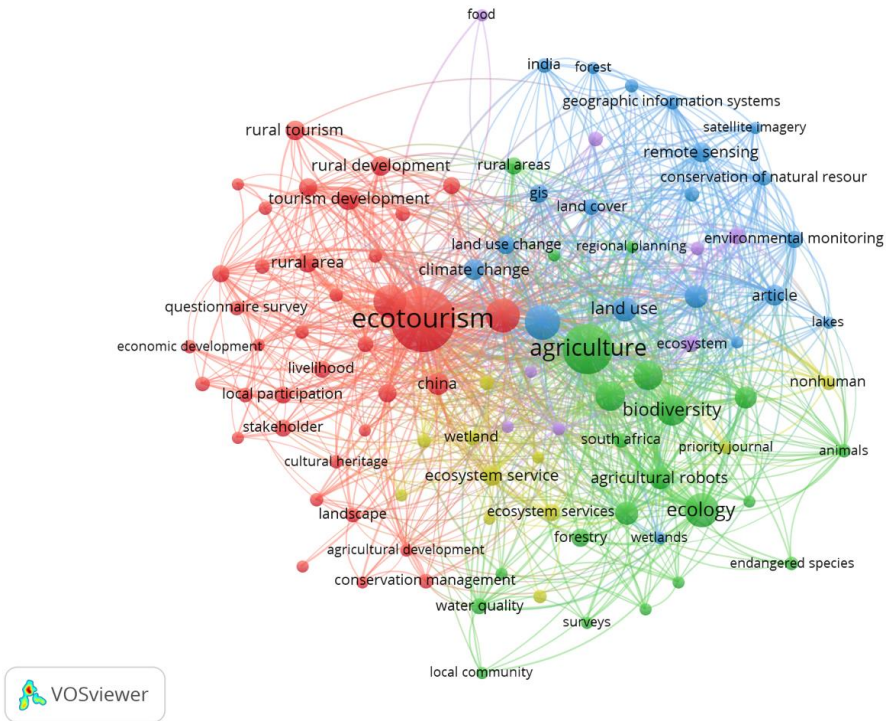 food
india
forest
geographic information systems
rural tourism
satellite imagery
remote sensing
rural development
rural areas
conservation of natural resour
tourism development
gis
land cover
land use change
regional planning
environmental monitoring
rural area
climate change
article
questionnaire survey
land use
ecotourism
lakes
economic development
agriculture
ecosystem
livelihood
china
nonhuman
local participation
biodiversity
stakeholder
wetland
south africa
priority journal
animals
cultural heritage
ecosystem service
agricultural robots
landscape
ecosystem services
ecology
agricultural development
forestry
wetlands
endangered species
conservation management
water quality
surveys
local community
VOSviewer